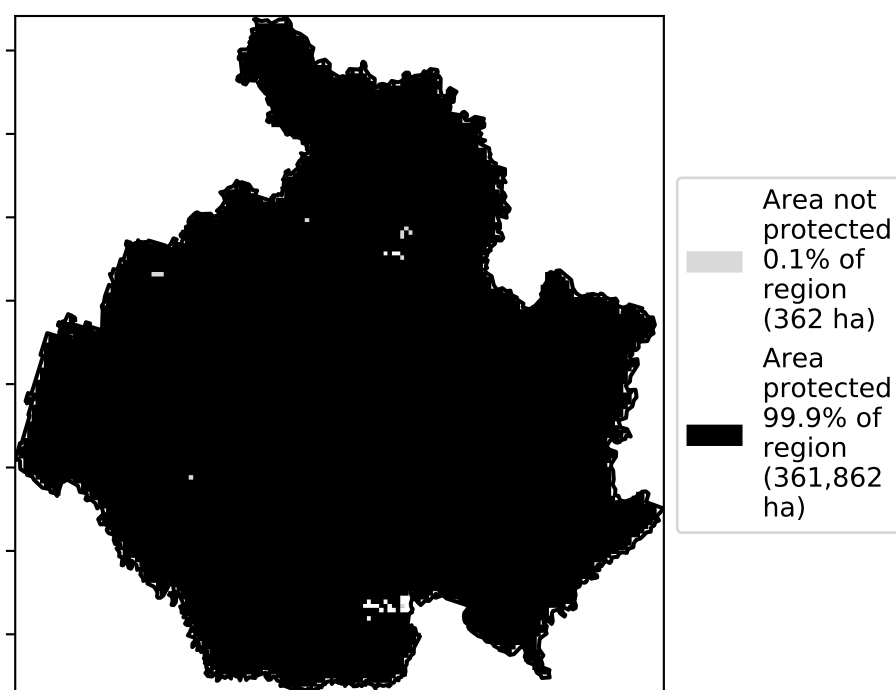 Area not
protected
0.1% of
region
(362 ha)
Area
protected
99.9% of
region
(361,862
ha)